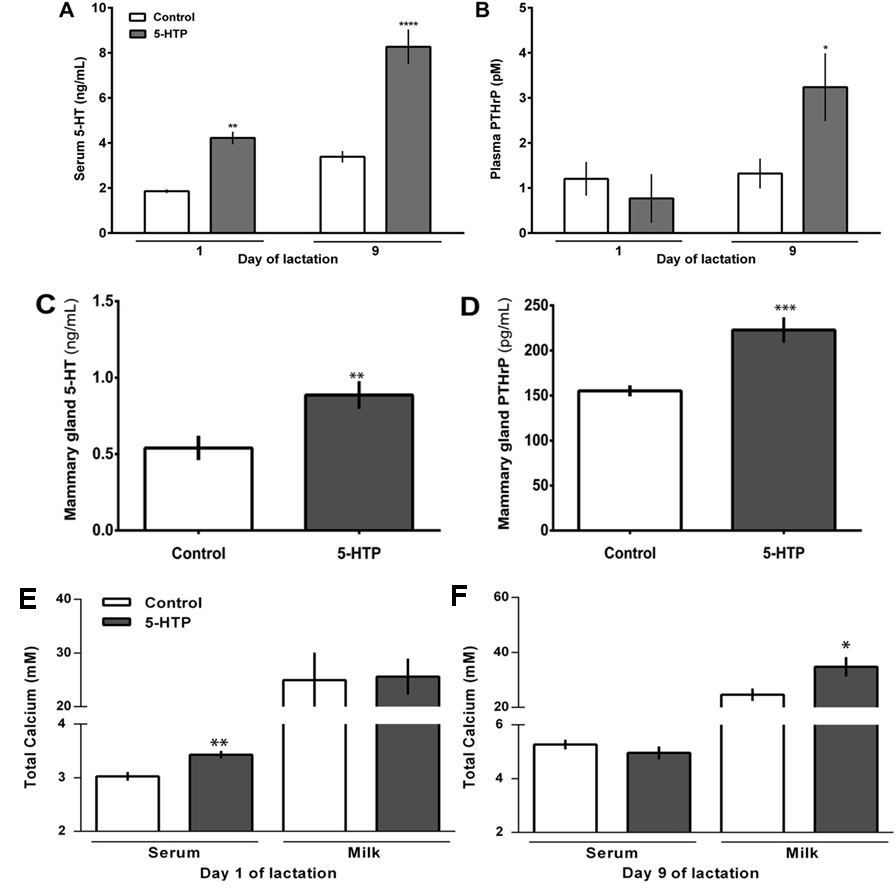 A
Control
5-HTP
Serum 5-HT (ng/mL)
10
8
6
4
2
0
**
****
1
9
Day of lactation
B
Plasma PTHrP (pM)
5
4
3
2
1
0
*
1
9
Day of lactation
C
Mammary gland 5-HT (ng/mL)
1.5
1.0
0.5
0.0
**
Control
5-HTP
D
Mammary gland PTHrP (pg/mL)
250
200
150
100
50
0
***
Control
5-HTP
E
Control
5-HTP
Total Calcium (mM)
40
30
20
4
3
2
**
Serum
Milk
Day 1 of lactation
F
Total Calcium (mM)
60
40
20
6
4
2
*
Serum
Milk
Day 9 of lactation